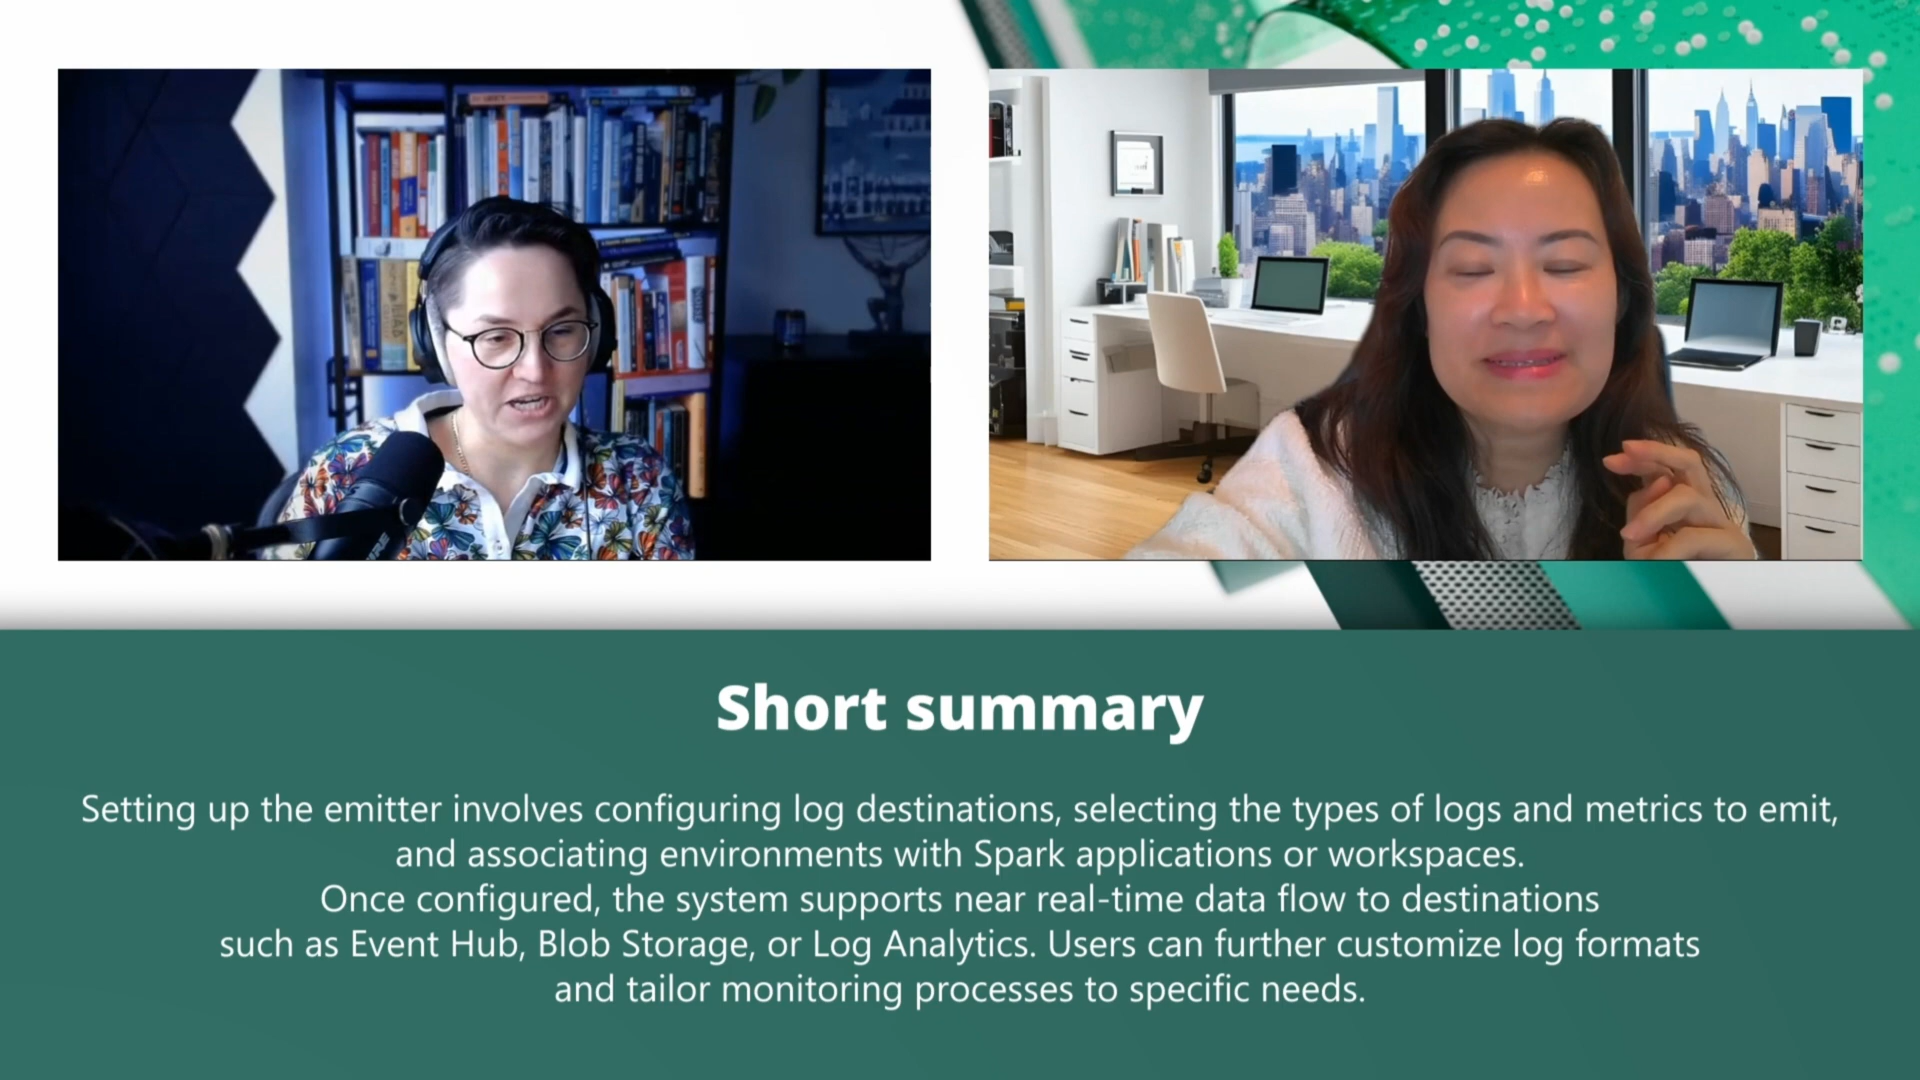 Short summary
Setting up the emitter involves configuring log destinations, selecting the types of logs and metrics to emit,
and associating environments with Spark applications or workspaces.
Once configured, the system supports near real-time data flow to destinations
such as Event Hub, Blob Storage, or Log Analytics. Users can further customize log formats
and tailor monitoring processes to specific needs.